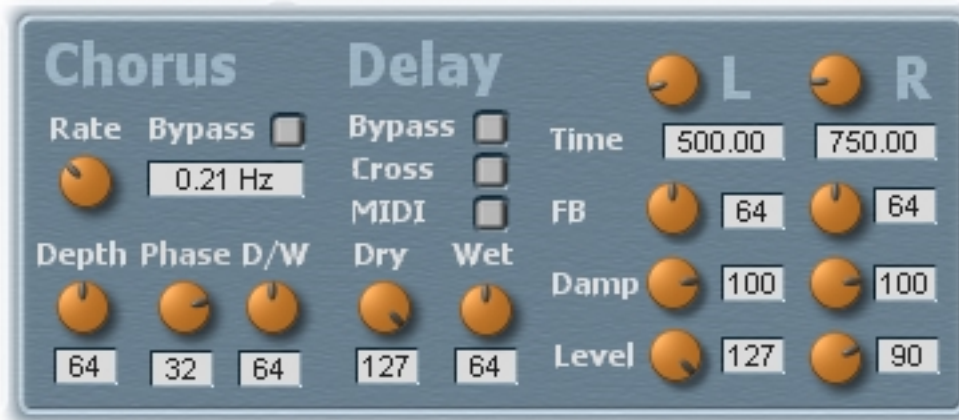 Chorus
Delay
L
R
Rate
Bypass
0.21 Hz
Depth
Phase
D/W
64
32
64
Bypass
Cross
MIDI
Dry
Wet
127
64
Time
500.00
750.00
FB
64
64
Damp
100
100
Level
127
90